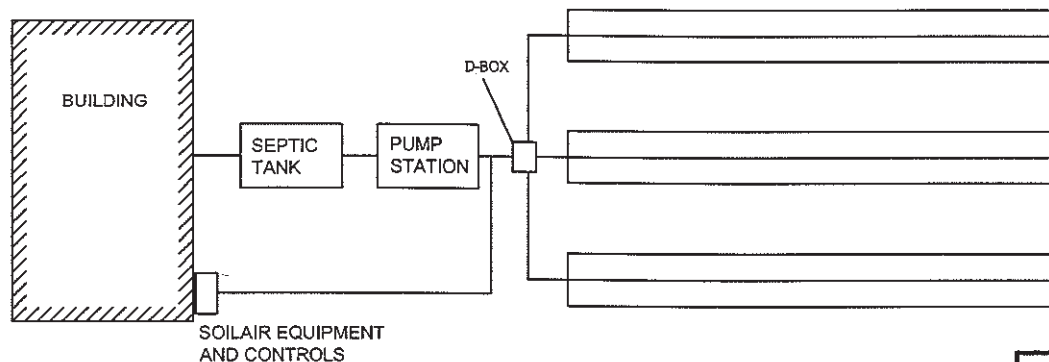 D-BOX
BUILDING
SEPTIC
TANK
PUMP
STATION
SOILAIR EQUIPMENT
AND CONTROLS